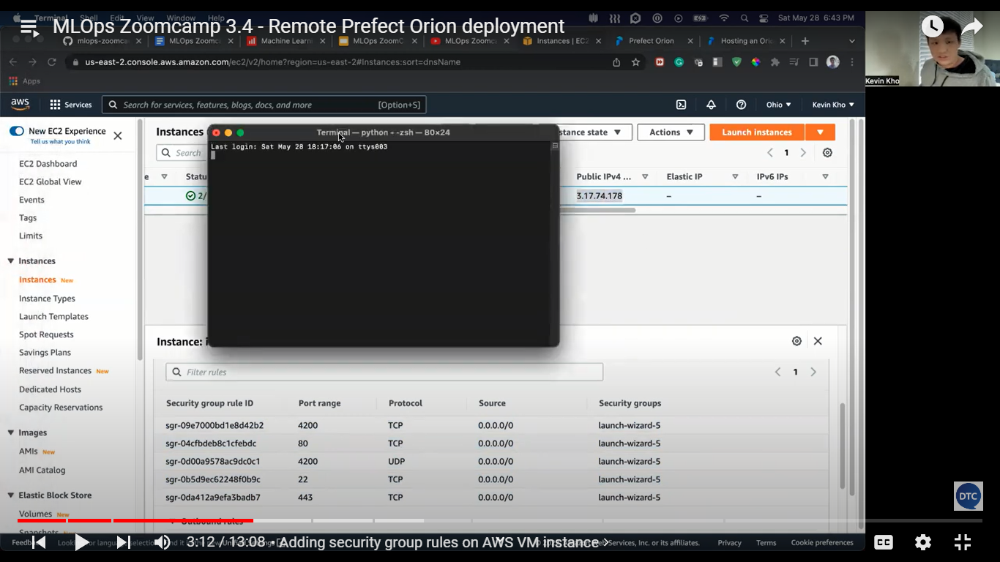 Terminal Shell Edit View Window Help Sat May 28 6:43 PM
MLOps Zoomcamp 3.4 - Remote Prefect Orion deployment
mlops-zoomca MLOps Zoomc Machine Learn MLOps ZoomC MLOps Zoomc Instances | EC2 Prefect Orion Hosting an Ori
us-east-2.console.aws.amazon.com/ec2/v2/home?region=us-east-2#Instances:sort=dnsName
Kevin Kho
Apps
aws Services Search for services, features, blogs, docs, and more [Option+S] Ohio Kevin Kho
New EC2 Experience
Tell us what you think
EC2 Dashboard
EC2 Global View
Events
Tags
Limits
Instances
Instances New
Instance Types
Launch Templates
Spot Requests
Savings Plans
Reserved Instances New
Dedicated Hosts
Capacity Reservations
Images
AMIs New
AMI Catalog
Elastic Block Store
Volumes New
Snapshots
Instances stance state Actions Launch instances
Search 1
e Statu Public IPv4 ... Elastic IP IPv6 IPs
2/ 3.17.74.178 – –
Terminal — python - -zsh — 80×24
Last login: Sat May 28 18:17:06 on ttys003
Instance: i
Filter rules 1
Security group rule ID Port range Protocol Source Security groups
sgr-09e7000bd1e8d42b2 4200 TCP 0.0.0.0/0 launch-wizard-5
sgr-04cfbdeb8c1cfebdc 80 TCP 0.0.0.0/0 launch-wizard-5
sgr-0d00a9578ac9dc0c1 4200 UDP 0.0.0.0/0 launch-wizard-5
sgr-0b5d9ec62248f0b9c 22 TCP 0.0.0.0/0 launch-wizard-5
sgr-0da412a9efa3babb7 443 TCP 0.0.0.0/0 launch-wizard-5
Outbound rules
DTC
3:12 / 13:08 • Adding security group rules on AWS VM instance
Services, Inc. or its affiliates. Privacy Terms Cookie preferences
CC